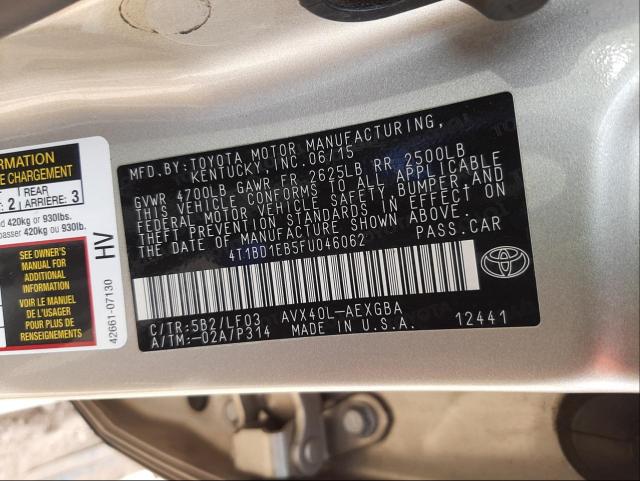 FORMATION
E CHARGEMENT
2 REAR ARRIÈRE: 3
420kg or 930lbs.
passer 420kg ou 930lb.
SEE OWNER'S
MANUAL FOR
ADDITIONAL
INFORMATION
VOIR LE MANUEL
DE L'USAGER
POUR PLUS DE
RENSEIGNEMENTS
HV
42661-07130
MFD.BY:TOYOTA MOTOR MANUFACTURING,
KENTUCKY,INC.06/15
GVWR 4700LB GAWR FR 2625LB RR 2500LB
THIS VEHICLE CONFORMS TO ALL APPLICABLE
FEDERAL MOTOR VEHICLE SAFETY,BUMPER AND
THEFT PREVENTION STANDARDS IN EFFECT ON
THE DATE OF MANUFACTURE SHOWN ABOVE.
4T1BD1EB5FU046062 PASS.CAR
C/TR:5B2/LF03 AVX40L-AEXGBA
A/TM:-02A/P314 MADE IN U.S.A. 12441